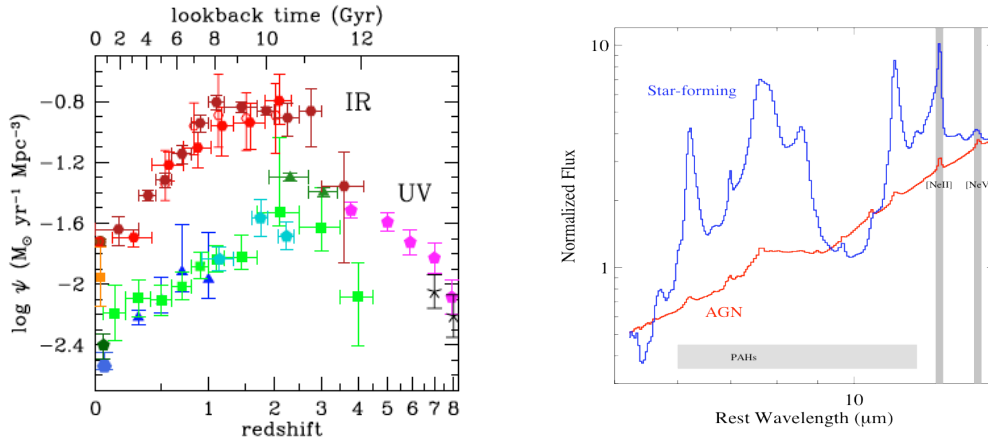 lookback time (Gyr)
0 2 4 6 8 10 12
-0.8
-1.2
-1.6
-2
-2.4
log ψ (M⊙ yr⁻¹ Mpc⁻³)
IR
UV
0 1 2 3 4 5 6 7 8
redshift
10
1
Normalized Flux
Star-forming
[NeII]
[NeV
AGN
PAHs
10
Rest Wavelength (μm)